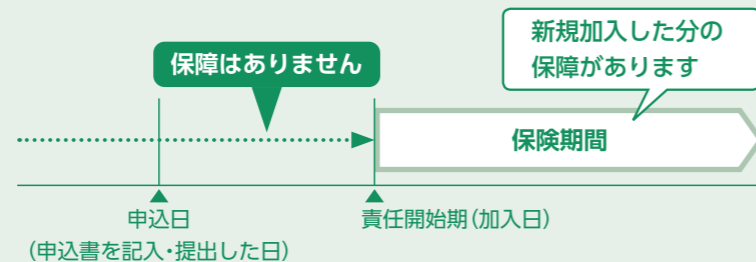 新規加入した分の
保障があります
保障はありません
保険期間
申込日
(申込書を記入・提出した日)
責任開始期(加入日)